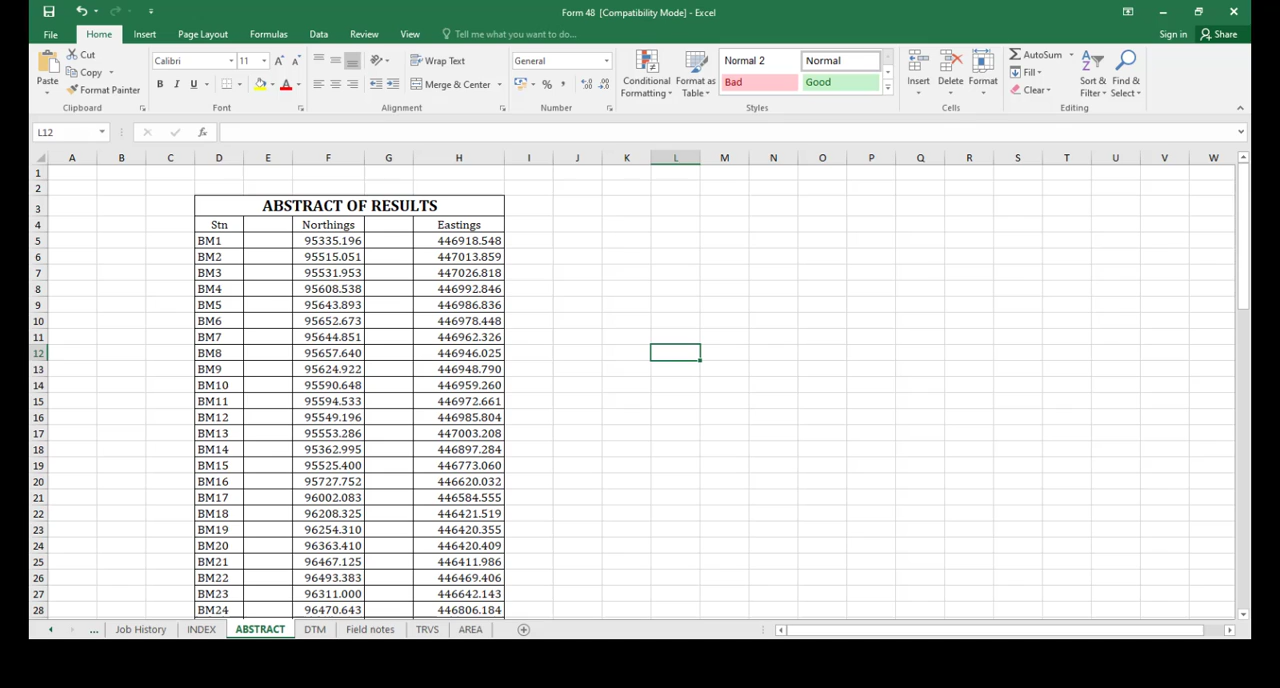 Form 48 [Compatibility Mode] - Excel
File Home Insert Page Layout Formulas Data Review View Tell me what you want to do... Sign in Share
Paste Cut Copy Format Painter Clipboard
Calibri 11 B I U A A A Font
Wrap Text Merge & Center Alignment
General % , Number
Conditional Formatting Format as Table Normal 2 Normal Bad Good Styles
Insert Delete Format Cells
AutoSum Fill Clear Sort & Filter Find & Select Editing
L12 fx
A B C D E F G H I J K L M N O P Q R S T U V W
1
2
3 ABSTRACT OF RESULTS
4 Stn Northings Eastings
5 BM1 95335.196 446918.548
6 BM2 95515.051 447013.859
7 BM3 95531.953 447026.818
8 BM4 95608.538 446992.846
9 BM5 95643.893 446986.836
10 BM6 95652.673 446978.448
11 BM7 95644.851 446962.326
12 BM8 95657.640 446946.025
13 BM9 95624.922 446948.790
14 BM10 95590.648 446959.260
15 BM11 95594.533 446972.661
16 BM12 95549.196 446985.804
17 BM13 95553.286 447003.208
18 BM14 95362.995 446897.284
19 BM15 95525.400 446773.060
20 BM16 95727.752 446620.032
21 BM17 96002.083 446584.555
22 BM18 96208.325 446421.519
23 BM19 96254.310 446420.355
24 BM20 96363.410 446420.409
25 BM21 96467.125 446411.986
26 BM22 96493.383 446469.406
27 BM23 96311.000 446642.143
28 BM24 96470.643 446806.184
... Job History INDEX ABSTRACT DTM Field notes TRVS AREA